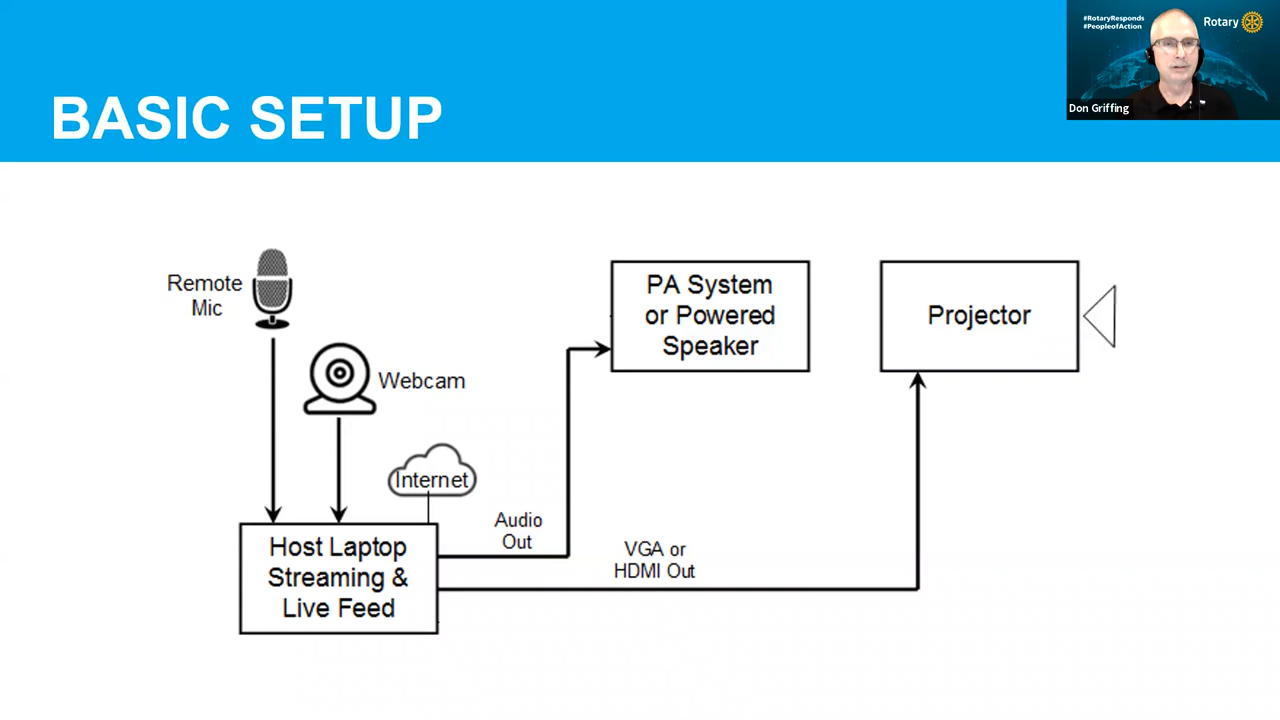 #RotaryResponds
#PeopleofAction
Rotary
Don Griffing
BASIC SETUP
Remote
Mic
Webcam
Internet
Host Laptop
Streaming &
Live Feed
Audio
Out
PA System
or Powered
Speaker
VGA or
HDMI Out
Projector